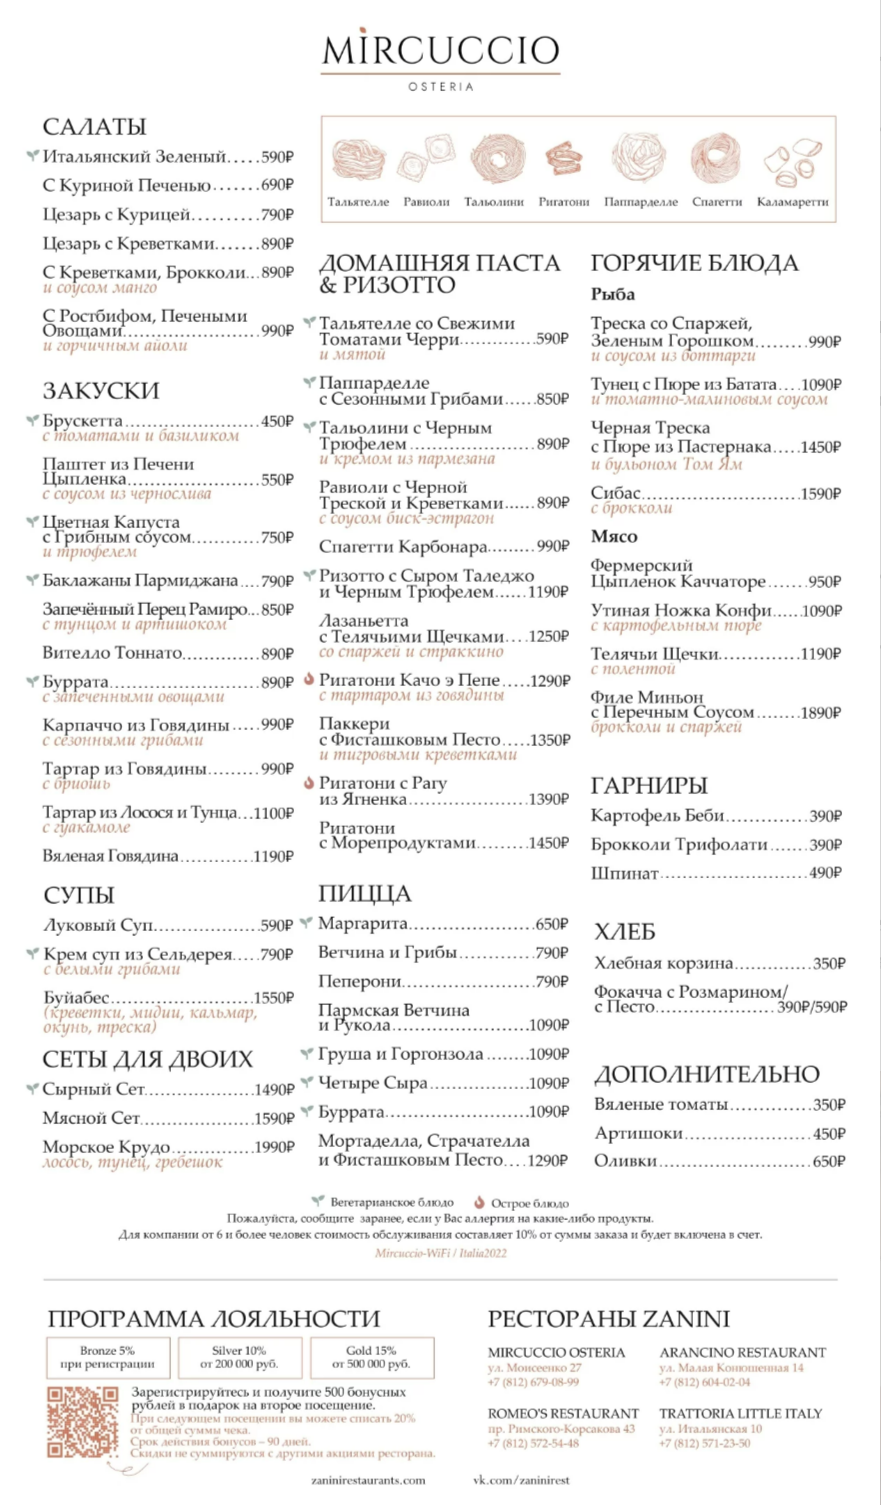 MIRCUCCIO
OSTERIA
САЛАТЫ
Итальянский Зеленый.....590₽
С Куриной Печенью.......690₽
Цезарь с Курицей..........790₽
Цезарь с Креветками.......890₽
С Креветками, Брокколи...890₽
и соусом манго
С Ростбифом, Печеными
Овощами.........................990₽
и горчичным айоли
ЗАКУСКИ
Брускетта.........................450₽
с томатами и базиликом
Паштет из Печени
Цыпленка........................550₽
с соусом из чернослива
Цветная Капуста
с Грибным соусом............750₽
и трюфелем
Баклажаны Пармиджана....790₽
Запечённый Перец Рамиро...850₽
с тунцом и артишоком
Вителло Тоннато..............890₽
Буррата...........................890₽
с запеченными овощами
Карпаччо из Говядины.....990₽
с сезонными грибами
Тартар из Говядины.........990₽
с бриошь
Тартар из Лосося и Тунца...1100₽
с гуакамоле
Вяленая Говядина............1190₽
СУПЫ
Луковый Суп...................590₽
Крем суп из Сельдерея.....790₽
с белыми грибами
Буйабес..........................1550₽
(креветки, мидии, кальмар,
окунь, треска)
СЕТЫ ДЛЯ ДВОИХ
Сырный Сет....................1490₽
Мясной Сет....................1590₽
Морское Крудо...............1990₽
лосось, тунец, гребешок
Тальятелле Равиоли Тальолини Ригатони Паппарделле Спагетти Каламаретти
ДОМАШНЯЯ ПАСТА
& РИЗОТТО
Тальятелле со Свежими
Томатами Черри..............590₽
и мятой
Паппарделле
с Сезонными Грибами......850₽
Тальолини с Черным
Трюфелем.......................890₽
и кремом из пармезана
Равиоли с Черной
Треской и Креветками......890₽
с соусом биск-эстрагон
Спагетти Карбонара.........990₽
Ризотто с Сыром Таледжо
и Черным Трюфелем......1190₽
Лазаньетта
с Телячьими Щечками....1250₽
со спаржей и страккино
Ригатони Качо э Пепе.....1290₽
с тартаром из говядины
Паккери
с Фисташковым Песто.....1350₽
и тигровыми креветками
Ригатони с Рагу
из Ягненка.....................1390₽
Ригатони
с Морепродуктами.........1450₽
ПИЦЦА
Маргарита.......................650₽
Ветчина и Грибы..............790₽
Пеперони........................790₽
Пармская Ветчина
и Рукола........................1090₽
Груша и Горгонзола........1090₽
Четыре Сыра..................1090₽
Буррата..........................1090₽
Мортаделла, Страчателла
и Фисташковым Песто....1290₽
ГОРЯЧИЕ БЛЮДА
Рыба
Треска со Спаржей,
Зеленым Горошком..........990₽
и соусом из боттарги
Тунец с Пюре из Батата....1090₽
и томатно-малиновым соусом
Черная Треска
с Пюре из Пастернака.....1450₽
и бульоном Том Ям
Сибас.............................1590₽
с брокколи
Мясо
Фермерский
Цыпленок Каччаторе.......950₽
Утиная Ножка Конфи......1090₽
с картофельным пюре
Телячьи Щечки...............1190₽
с полентой
Филе Миньон
с Перечным Соусом........1890₽
брокколи и спаржей
ГАРНИРЫ
Картофель Беби...............390₽
Брокколи Трифолати.......390₽
Шпинат...........................490₽
ХЛЕБ
Хлебная корзина..............350₽
Фокачча с Розмарином/
с Песто......................390₽/590₽
ДОПОЛНИТЕЛЬНО
Вяленые томаты...............350₽
Артишоки.......................450₽
Оливки...........................650₽
Вегетарианское блюдо Острое блюдо
Пожалуйста, сообщите заранее, если у Вас аллергия на какие-либо продукты.
Для компании от 6 и более человек стоимость обслуживания составляет 10% от суммы заказа и будет включена в счет.
Mircuccio-WiFi / Italia2022
ПРОГРАММА ЛОЯЛЬНОСТИ
Bronze 5%
при регистрации
Silver 10%
от 200 000 руб.
Gold 15%
от 500 000 руб.
Зарегистрируйтесь и получите 500 бонусных
рублей в подарок на второе посещение.
При следующем посещении вы можете списать 20%
от общей суммы чека.
Срок действия бонусов – 90 дней.
Скидки не суммируются с другими акциями ресторана.
РЕСТОРАНЫ ZANINI
MIRCUCCIO OSTERIA
ул. Моисеенко 27
+7 (812) 679-08-99
ARANCINO RESTAURANT
ул. Малая Конюшенная 14
+7 (812) 604-02-04
ROMEO'S RESTAURANT
пр. Римского-Корсакова 43
+7 (812) 572-54-48
TRATTORIA LITTLE ITALY
ул. Итальянская 10
+7 (812) 571-23-50
zaninirestaurants.com vk.com/zaninirest